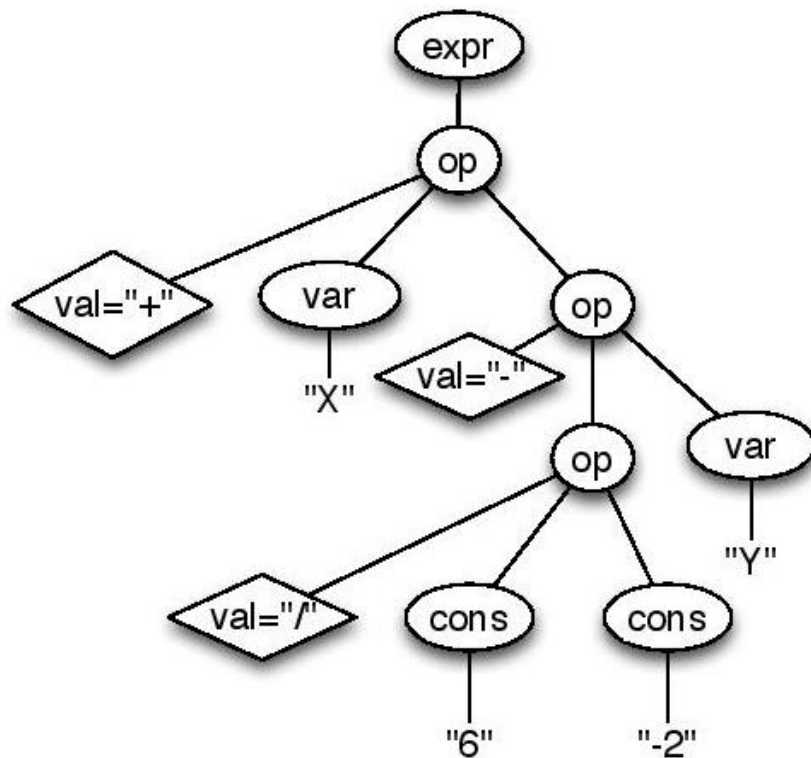 expr
op
val="+"
var
op
"X"
val="-"
op
var
"Y"
val="/"
cons
cons
"6"
"-2"